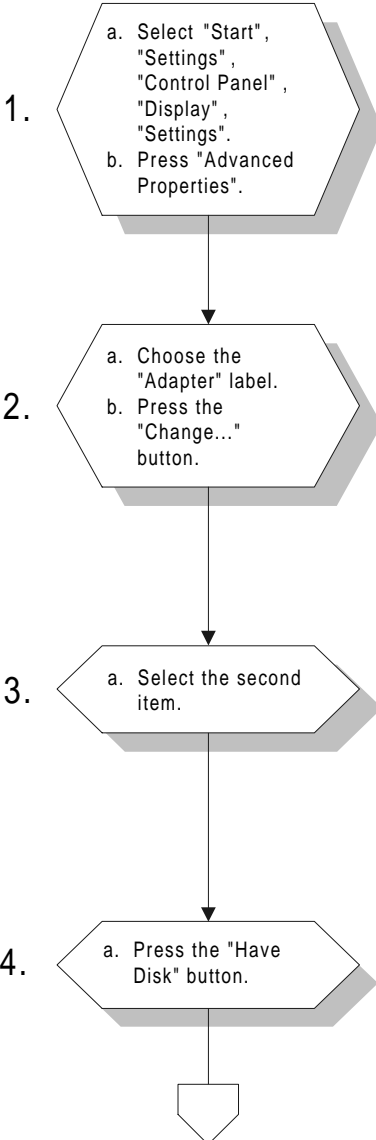 1.
a. Select "Start",
"Settings",
"Control Panel",
"Display",
"Settings".
b. Press "Advanced
Properties".
2.
a. Choose the
"Adapter" label.
b. Press the
"Change..."
button.
3.
a. Select the second
item.
4.
a. Press the "Have
Disk" button.